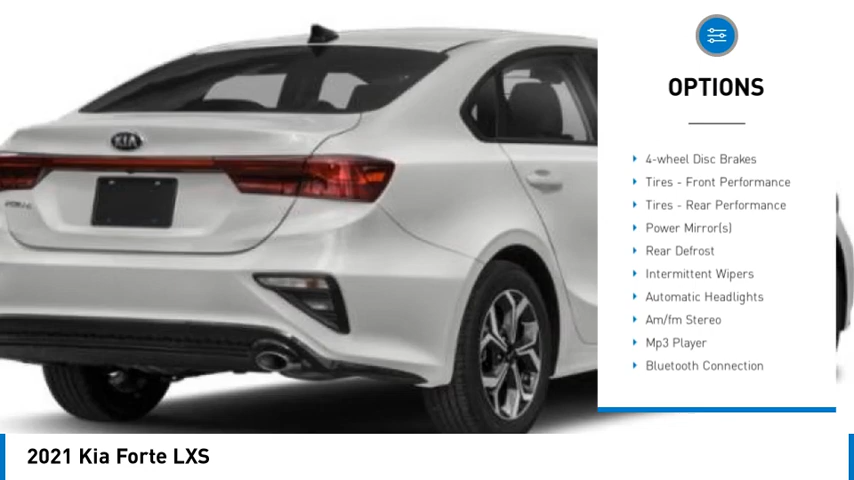 KIA
OPTIONS
4-wheel Disc Brakes
Tires - Front Performance
Tires - Rear Performance
Power Mirror(s)
Rear Defrost
Intermittent Wipers
Automatic Headlights
Am/fm Stereo
Mp3 Player
Bluetooth Connection
2021 Kia Forte LXS